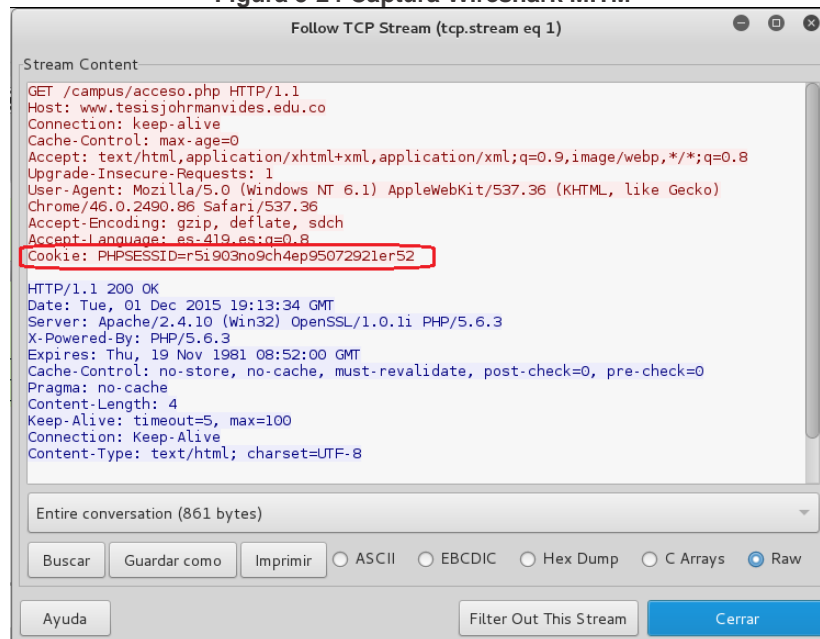 Follow TCP Stream (tcp.stream eq 1)
Stream Content
GET /campus/acceso.php HTTP/1.1
Host: www.tesisjohrmanvides.edu.co
Connection: keep-alive
Cache-Control: max-age=0
Accept: text/html,application/xhtml+xml,application/xml;q=0.9,image/webp,*/*;q=0.8
Upgrade-Insecure-Requests: 1
User-Agent: Mozilla/5.0 (Windows NT 6.1) AppleWebKit/537.36 (KHTML, like Gecko)
Chrome/46.0.2490.86 Safari/537.36
Accept-Encoding: gzip, deflate, sdch
Accept-Language: es-419,es;q=0.8
Cookie: PHPSESSID=r5i903no9ch4ep95072921er52
HTTP/1.1 200 OK
Date: Tue, 01 Dec 2015 19:13:34 GMT
Server: Apache/2.4.10 (Win32) OpenSSL/1.0.1i PHP/5.6.3
X-Powered-By: PHP/5.6.3
Expires: Thu, 19 Nov 1981 08:52:00 GMT
Cache-Control: no-store, no-cache, must-revalidate, post-check=0, pre-check=0
Pragma: no-cache
Content-Length: 4
Keep-Alive: timeout=5, max=100
Connection: Keep-Alive
Content-Type: text/html; charset=UTF-8
Entire conversation (861 bytes)
Buscar Guardar como Imprimir ASCII EBCDIC Hex Dump C Arrays Raw
Ayuda Filter Out This Stream Cerrar